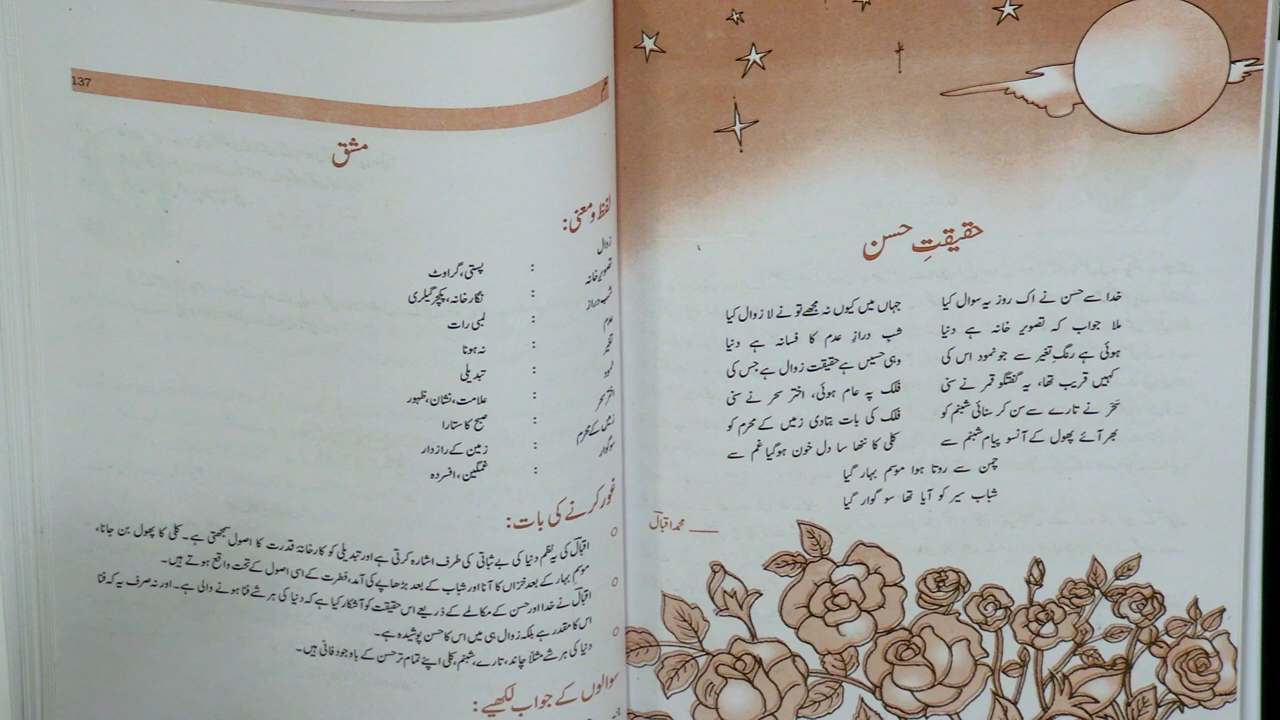 حقیقتِ حسن
خدا سے حسن نے اک روز یہ سوال کیا جہاں میں کیوں نہ مجھے تو نے لا زوال کیا
ملا جواب کہ تصویر خانہ ہے دنیا شبِ درازِ عدم کا فسانہ ہے دنیا
ہوئی ہے رنگِ تغیر سے جو نمود اس کی وہی حسیں ہے حقیقت زوال ہے جس کی
کہیں قریب تھا، یہ گفتگو قمر نے سنی فلک پہ عام ہوئی، اخترِ سحر نے سنی
سحر نے تارے سے سن کر سنائی شبنم کو فلک کی بات بتا دی زمیں کے محرم کو
بھر آئے پھول کے آنسو پیامِ شبنم سے کلی کا ننھا سا دل خون ہو گیا غم سے
چمن سے روتا ہوا موسمِ بہار گیا
شباب سیر کو آیا تھا سو گوار گیا
محمد اقبالؔ
137
مشق
لفظ و معنی:
زوال : پستی، گراوٹ
تصویر خانہ : نگار خانہ، پکچر گیلری
شبِ دراز : لمبی رات
عدم : نہ ہونا
تغیر : تبدیلی
نمود : علامت، نشان، ظہور
اخترِ سحر : صبح کا ستارا
زمیں کے محرم : زمین کے رازدار
سوگوار : غمگین، افسردہ
غور کرنے کی بات:
o اقبالؔ کی یہ نظم دنیا کی بے ثباتی کی طرف اشارہ کرتی ہے اور تبدیلی کو کارخانۂ قدرت کا اصول سمجھتی ہے۔ کلی کا پھول بن جانا،
موسمِ بہار کے بعد خزاں کا آنا اور شباب کے بعد بڑھاپے کی آمد، فطرت کے اسی اصول کے تحت واقع ہوتے ہیں۔
o اقبالؔ نے خدا اور حسن کے مکالمے کے ذریعے اس حقیقت کو آشکار کیا ہے کہ دنیا کی ہر شے فنا ہونے والی ہے۔ اور نہ صرف یہ کہ فنا
اس کا مقدر ہے بلکہ زوال ہی میں اس کا حسن پوشیدہ ہے۔
o دنیا کی ہر شے مثلاً چاند، تارے، شبنم، کلی اپنے تمام تر حسن کے باوجود فانی ہیں۔
سوالوں کے جواب لکھیے: